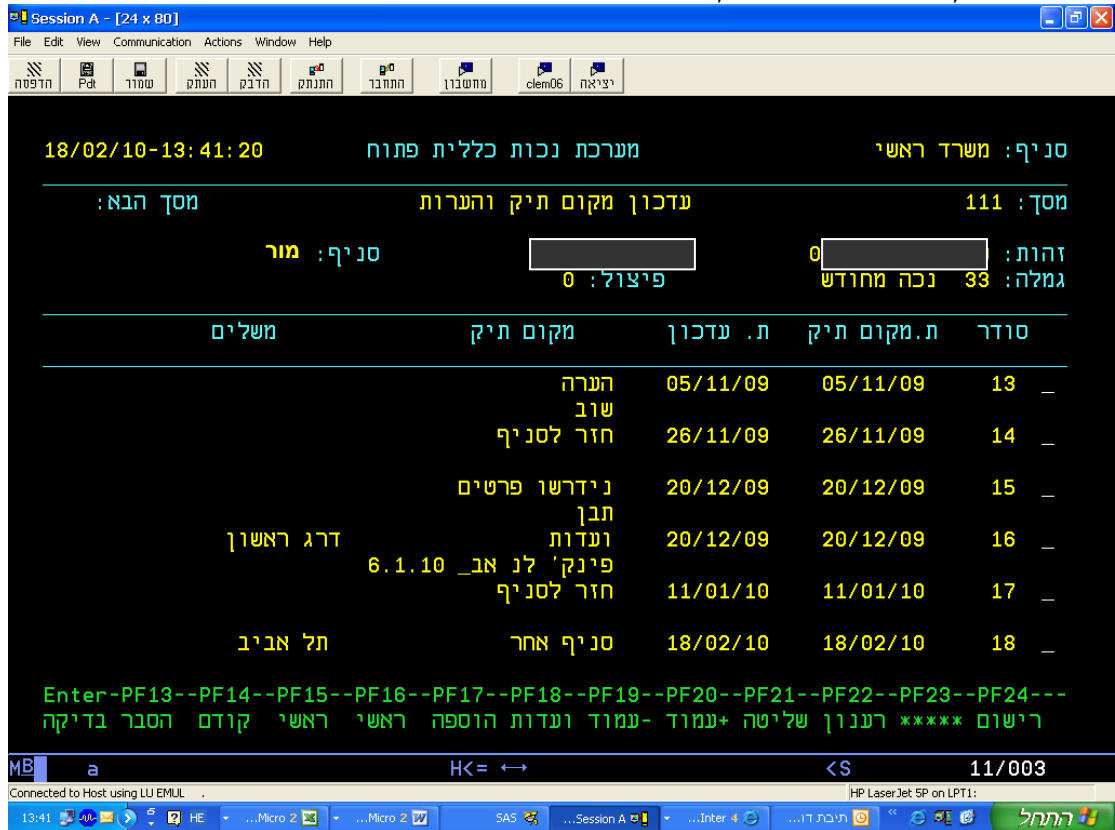 Session A - [24 x 80]
File Edit View Communication Actions Window Help
הדפסה Pdt שמור העתק הדבק התנתק התחבר מחשבון clem06 יציאה
סניף: משרד ראשי מערכת נכות כללית פתוח 18/02/10-13:41:20
מסך: 111 עדכון מקום תיק והערות מסך הבא:
זהות: 0 סניף: מור
גמלה: 33 נכה מחודש פיצול: 0
סודר ת.מקום תיק ת. עדכון מקום תיק משלים
_ 13 05/11/09 05/11/09 הערה
שוב
_ 14 26/11/09 26/11/09 חזר לסניף
_ 15 20/12/09 20/12/09 נידרשו פרטים
תבן
_ 16 20/12/09 20/12/09 ועדות דרג ראשון
פינק' לנ אב_ 6.1.10
_ 17 11/01/10 11/01/10 חזר לסניף
_ 18 18/02/10 18/02/10 סניף אחר תל אביב
Enter-PF13--PF14--PF15--PF16--PF17--PF18--PF19--PF20--PF21--PF22--PF23--PF24---
רישום ***** רענון שליטה +עמוד -עמוד ועדות הוספה ראשי ראשי קודם הסבר בדיקה
MB a H<= ↔ <S 11/003
Connected to Host using LU EMUL . HP LaserJet 5P on LPT1:
13:41 5 HE ...Micro 2 ...Micro 2 SAS ...Session A ...Inter 4 תיבת דו... התחל